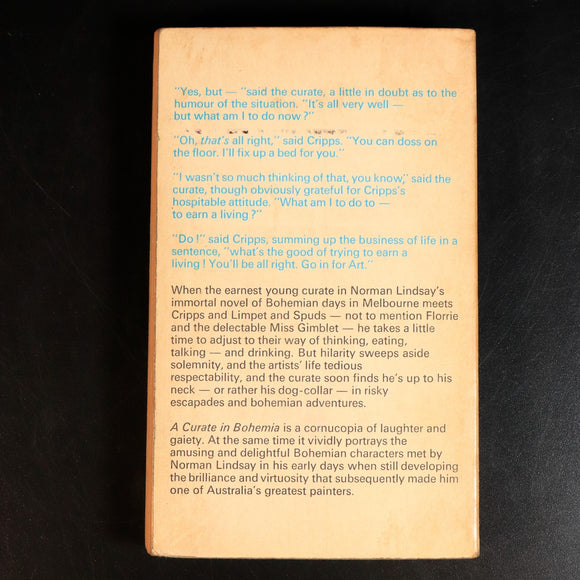 "Yes, but — "said the curate, a little in doubt as to the
humour of the situation. "It's all very well —
but what am I to do now?"
"Oh, that's all right," said Cripps. "You can doss on
the floor. I'll fix up a bed for you."
"I wasn't so much thinking of that, you know," said the
curate, though obviously grateful for Cripps's
hospitable attitude. "What am I to do to —
to earn a living?"
"Do!" said Cripps, summing up the business of life in a
sentence, "what's the good of trying to earn a
living! You'll be all right. Go in for Art."
When the earnest young curate in Norman Lindsay's
immortal novel of Bohemian days in Melbourne meets
Cripps and Limpet and Spuds — not to mention Florrie
and the delectable Miss Gimblet — he takes a little
time to adjust to their way of thinking, eating,
talking — and drinking. But hilarity sweeps aside
solemnity, and the artists' life tedious
respectability, and the curate soon finds he's up to his
neck — or rather his dog-collar — in risky
escapades and bohemian adventures.
A Curate in Bohemia is a cornucopia of laughter and
gaiety. At the same time it vividly portrays the
amusing and delightful Bohemian characters met by
Norman Lindsay in his early days when still developing
the brilliance and virtuosity that subsequently made him
one of Australia's greatest painters.